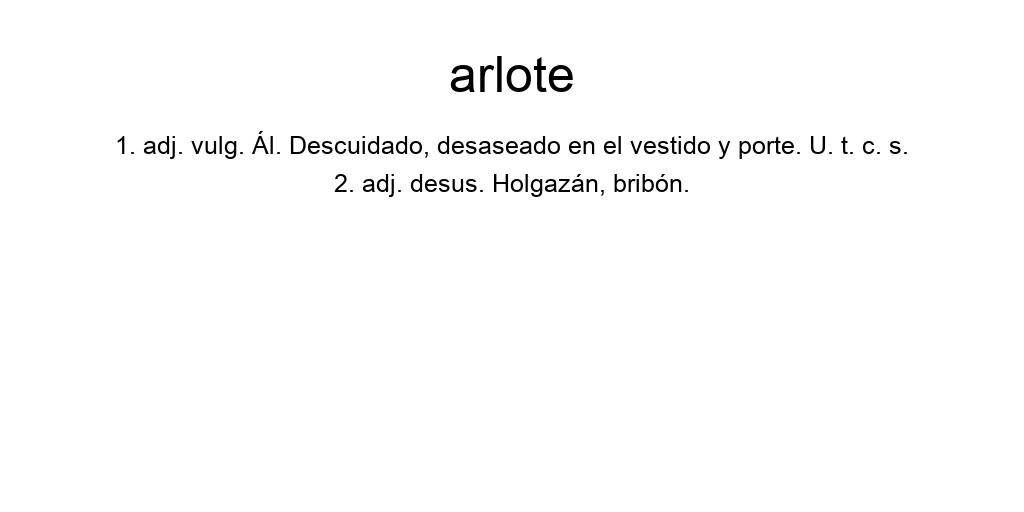 arlote
1. adj. vulg. Ál. Descuidado, desaseado en el vestido y porte. U. t. c. s.
2. adj. desus. Holgazán, bribón.